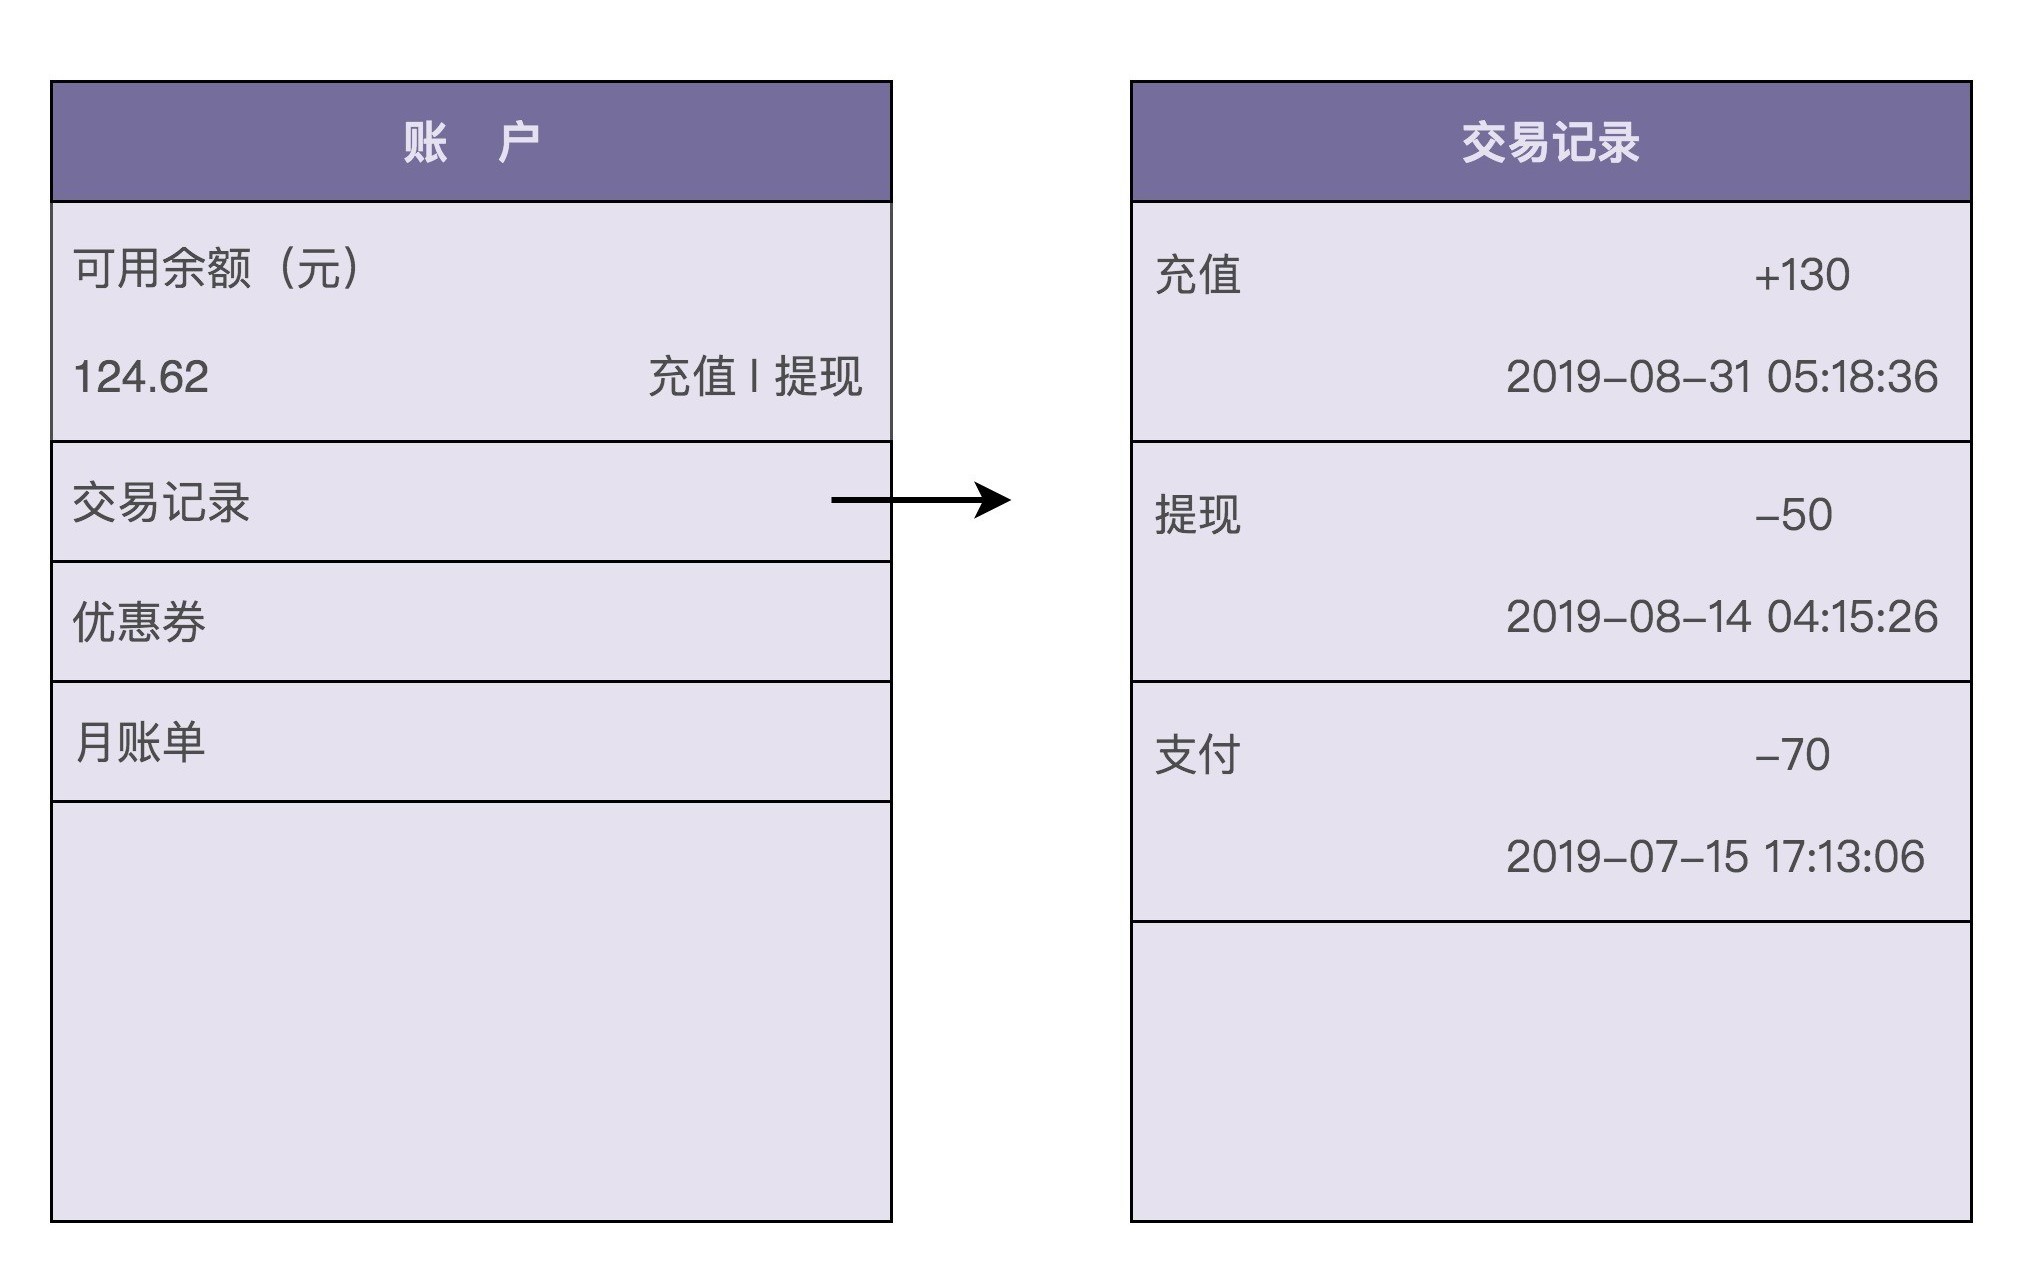 账 户
可用余额（元）
124.62 充值 | 提现
交易记录
优惠券
月账单
交易记录
充值 +130
2019-08-31 05:18:36
提现 -50
2019-08-14 04:15:26
支付 -70
2019-07-15 17:13:06